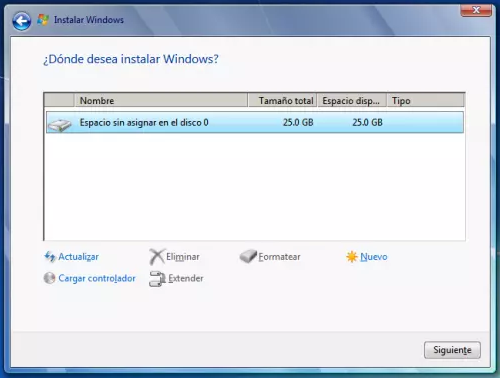 Instalar Windows
¿Dónde desea instalar Windows?
Nombre Tamaño total Espacio disp... Tipo
Espacio sin asignar en el disco 0 25.0 GB 25.0 GB
Actualizar Eliminar Formatear Nuevo
Cargar controlador Extender
Siguiente